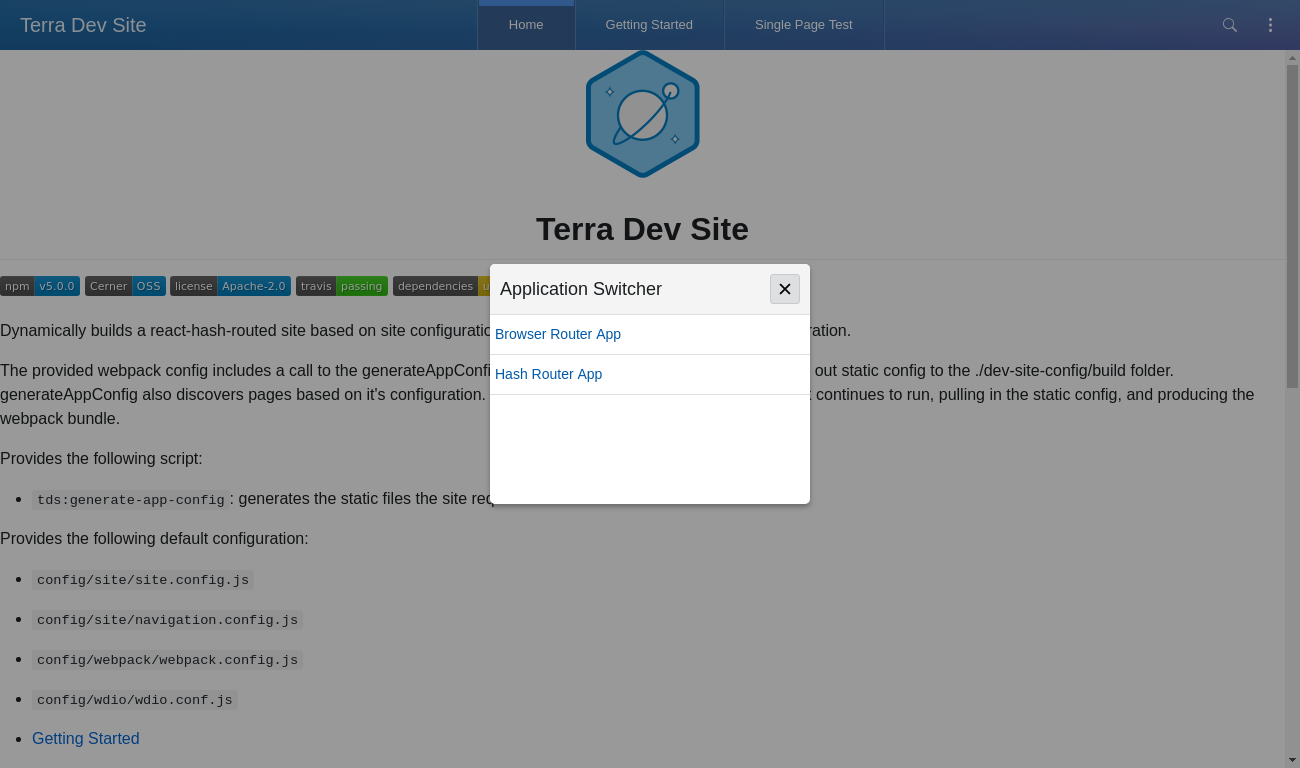 Terra Dev Site
Home
Getting Started
Single Page Test
Terra Dev Site
npm v5.0.0 Cerner OSS license Apache-2.0 travis passing dependencies u
Application Switcher
Browser Router App
Hash Router App
Dynamically builds a react-hash-routed site based on site configuratio ration.
The provided webpack config includes a call to the generateAppConfi out static config to the ./dev-site-config/build folder.
generateAppConfig also discovers pages based on it's configuration. t continues to run, pulling in the static config, and producing the
webpack bundle.
Provides the following script:
tds:generate-app-config: generates the static files the site req
Provides the following default configuration:
config/site/site.config.js
config/site/navigation.config.js
config/webpack/webpack.config.js
config/wdio/wdio.conf.js
Getting Started